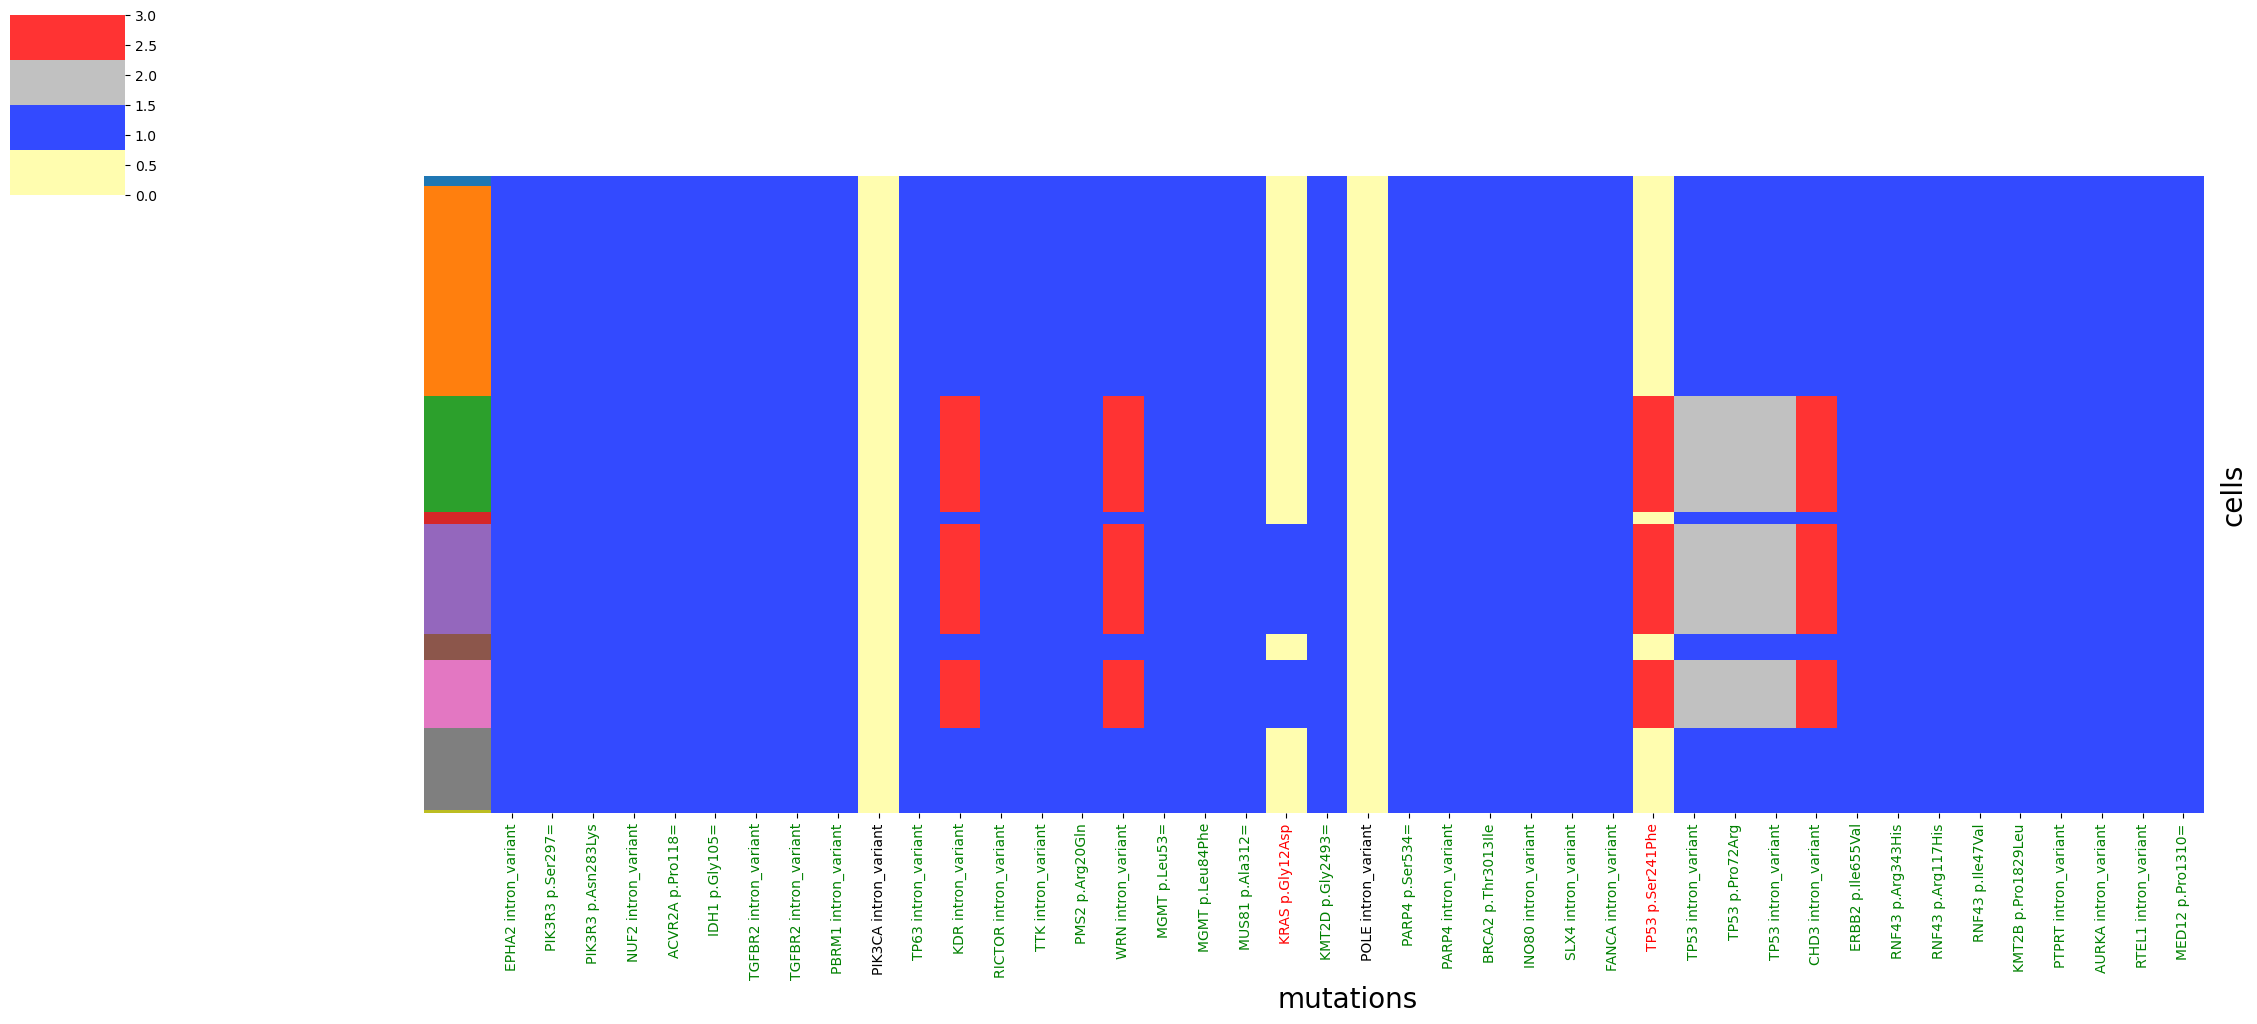 3.0
2.5
2.0
1.5
1.0
0.5
0.0
cells
EPHA2 intron_variant
PIK3R3 p.Ser297=
PIK3R3 p.Asn283Lys
NUF2 intron_variant
ACVR2A p.Pro118=
IDH1 p.Gly105=
TGFBR2 intron_variant
TGFBR2 intron_variant
PBRM1 intron_variant
PIK3CA intron_variant
TP63 intron_variant
KDR intron_variant
RICTOR intron_variant
TTK intron_variant
PMS2 p.Arg20Gln
WRN intron_variant
MGMT p.Leu53=
MGMT p.Leu84Phe
MUS81 p.Ala312=
KRAS p.Gly12Asp
KMT2D p.Gly2493=
POLE intron_variant
PARP4 p.Ser534=
PARP4 intron_variant
BRCA2 p.Thr3013Ile
INO80 intron_variant
SLX4 intron_variant
FANCA intron_variant
TP53 p.Ser241Phe
TP53 intron_variant
TP53 p.Pro72Arg
TP53 intron_variant
CHD3 intron_variant
ERBB2 p.Ile655Val
RNF43 p.Arg343His
RNF43 p.Arg117His
RNF43 p.Ile47Val
KMT2B p.Pro1829Leu
PTPRT intron_variant
AURKA intron_variant
RTEL1 intron_variant
MED12 p.Pro1310=
mutations